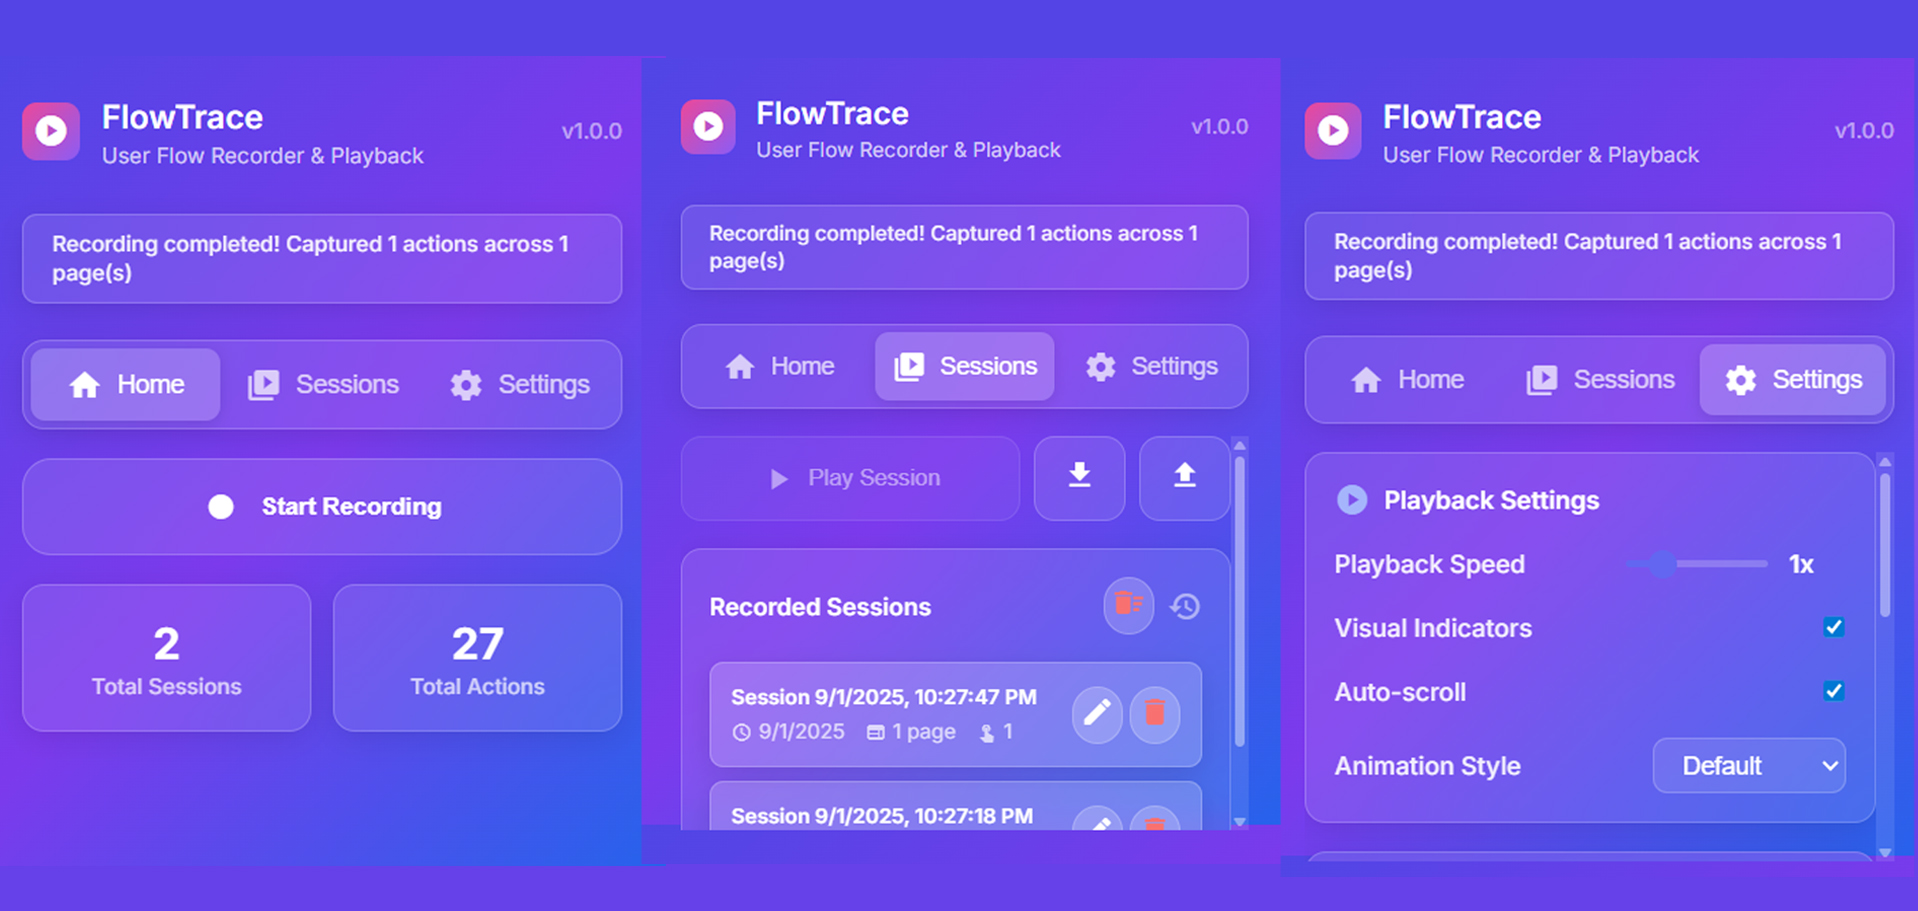 FlowTrace
v1.0.0
User Flow Recorder & Playback
Recording completed! Captured 1 actions across 1
page(s)
Home
Sessions
Settings
Start Recording
2
Total Sessions
27
Total Actions
FlowTrace
v1.0.0
User Flow Recorder & Playback
Recording completed! Captured 1 actions across 1
page(s)
Home
Sessions
Settings
Play Session
Recorded Sessions
Session 9/1/2025, 10:27:47 PM
9/1/2025 1 page 1
Session 9/1/2025, 10:27:18 PM
FlowTrace
v1.0.0
User Flow Recorder & Playback
Recording completed! Captured 1 actions across 1
page(s)
Home
Sessions
Settings
Playback Settings
Playback Speed 1x
Visual Indicators
Auto-scroll
Animation Style Default